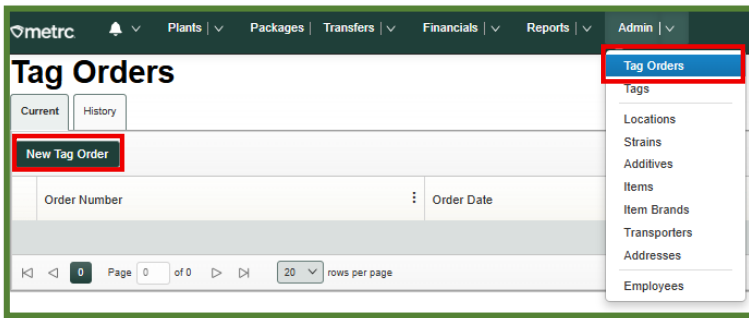 metrc Plants | Packages | Transfers | Financials | Reports | Admin |
Tag Orders
Tag Orders
Tags
Current History
Locations
Strains
New Tag Order
Additives
Items
Order Number Order Date
Item Brands
Transporters
Addresses
0 Page 0 of 0 20 rows per page
Employees